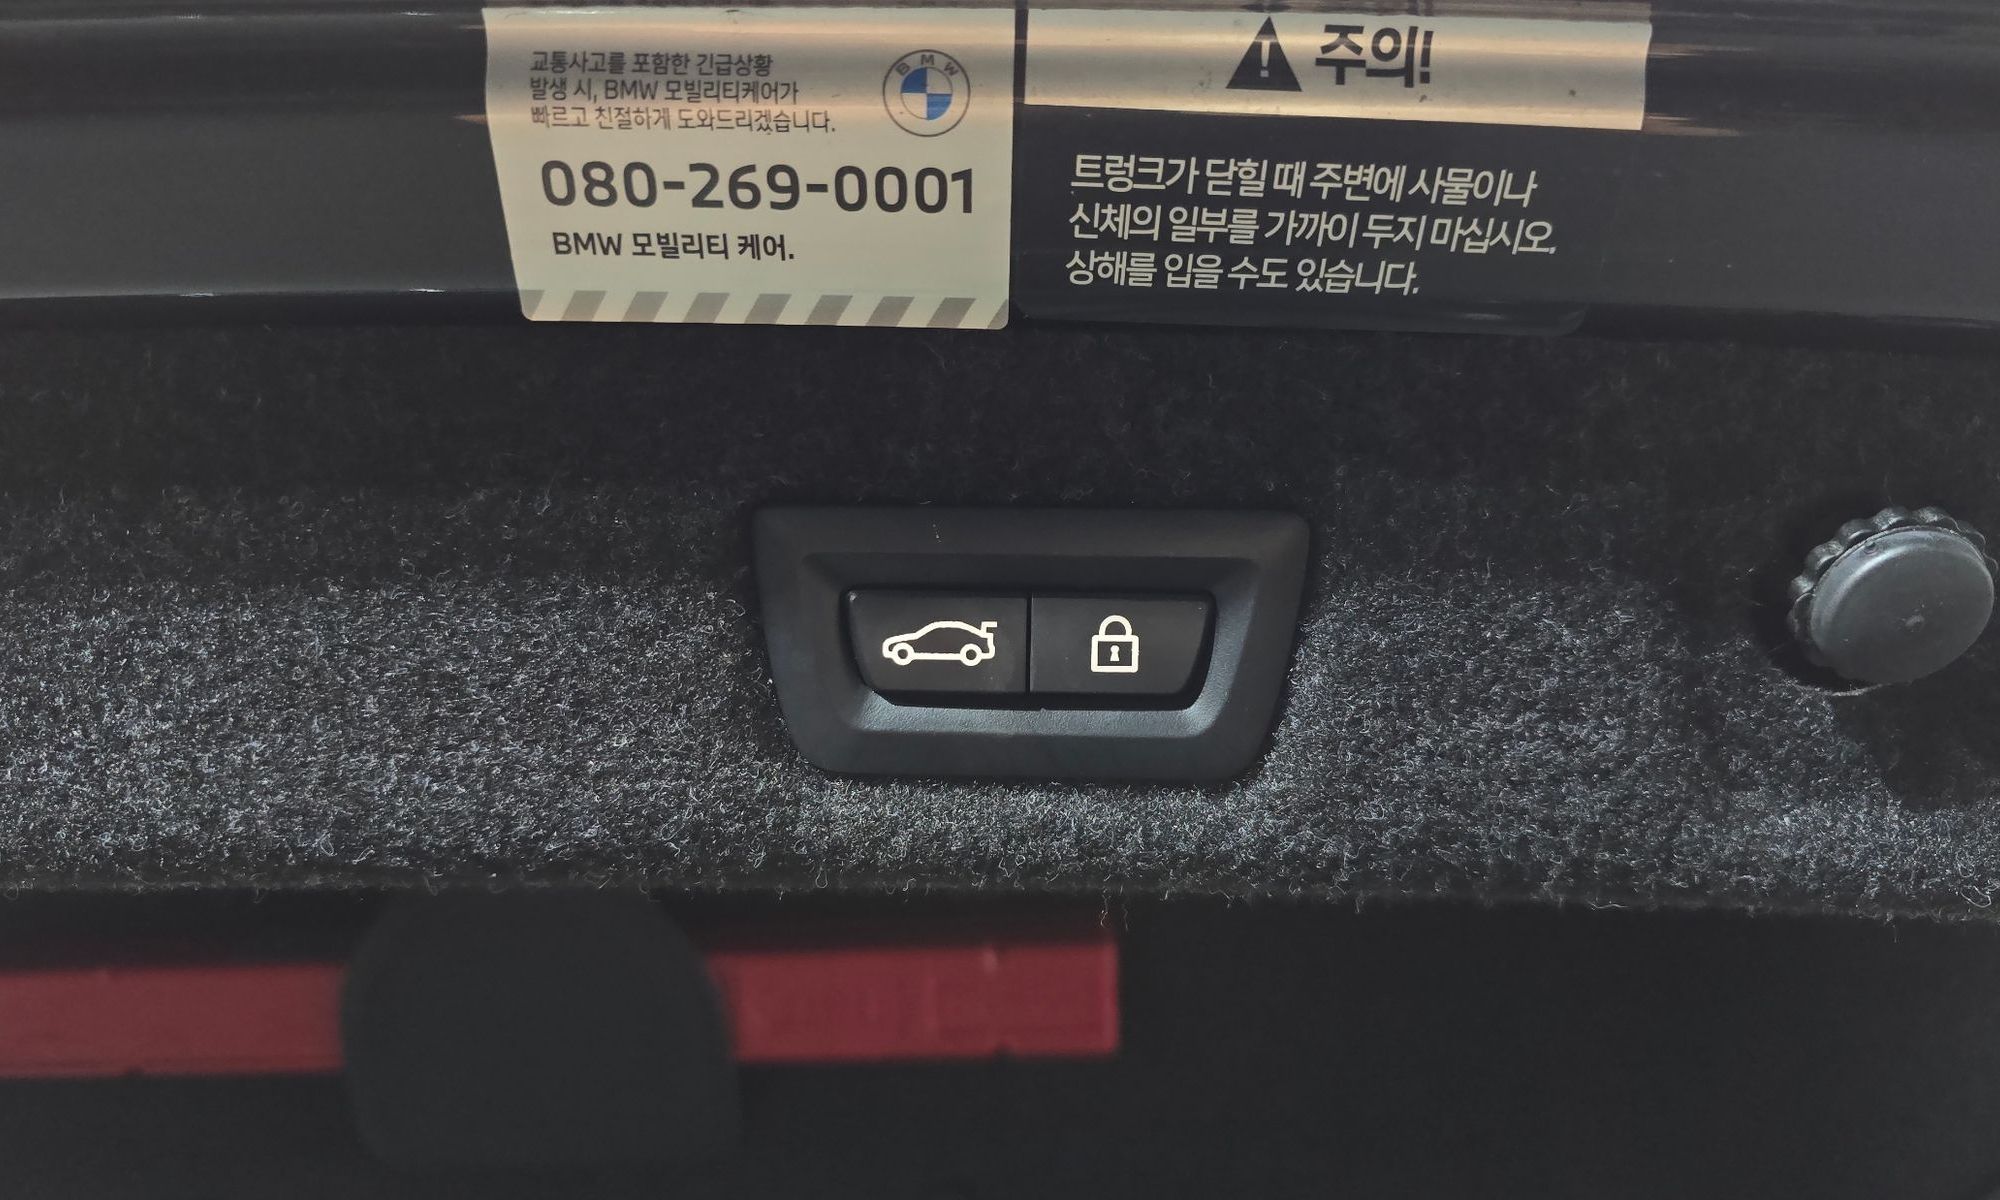 교통사고를 포함한 긴급상황
발생 시, BMW 모빌리티케어가
빠르고 친절하게 도와드리겠습니다.
BMW
080-269-0001
BMW 모빌리티 케어.
주의!
트렁크가 닫힐 때 주변에 사물이나
신체의 일부를 가까이 두지 마십시오.
상해를 입을 수도 있습니다.